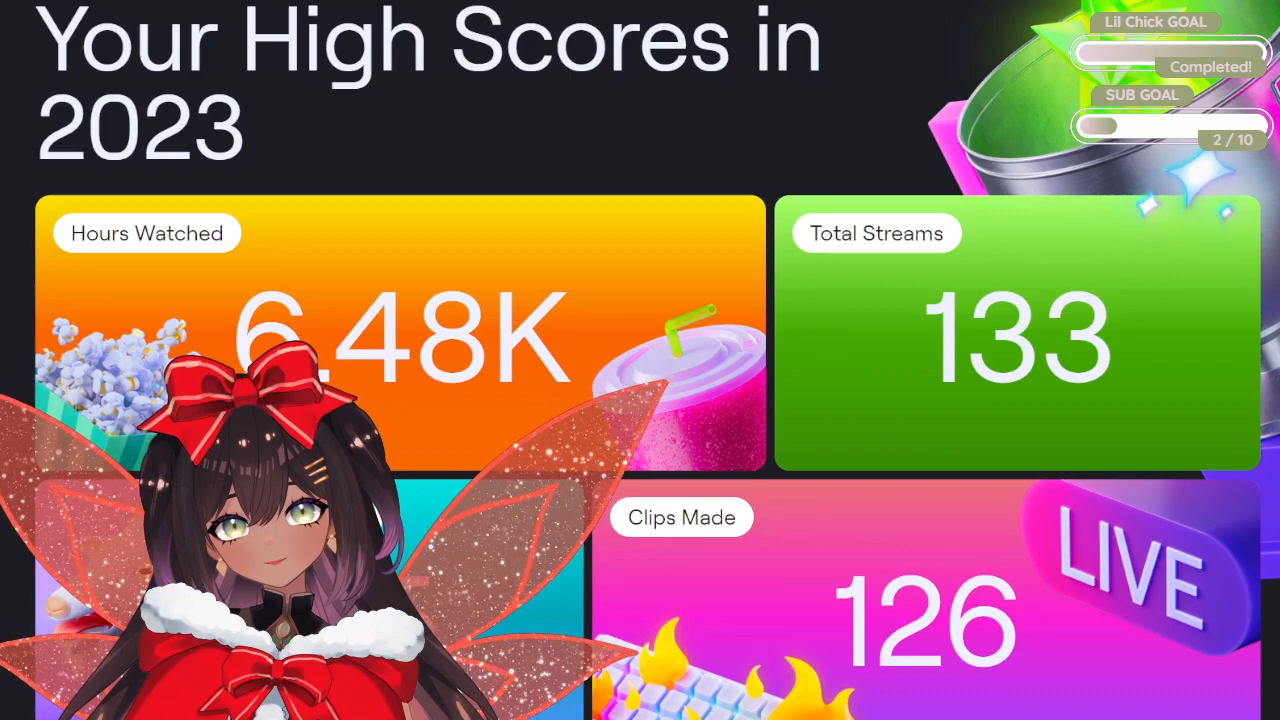 Your High Scores in
2023
Lil Chick GOAL
Completed!
SUB GOAL
2 / 10
Hours Watched
6.48K
Total Streams
133
Clips Made
126
LIVE